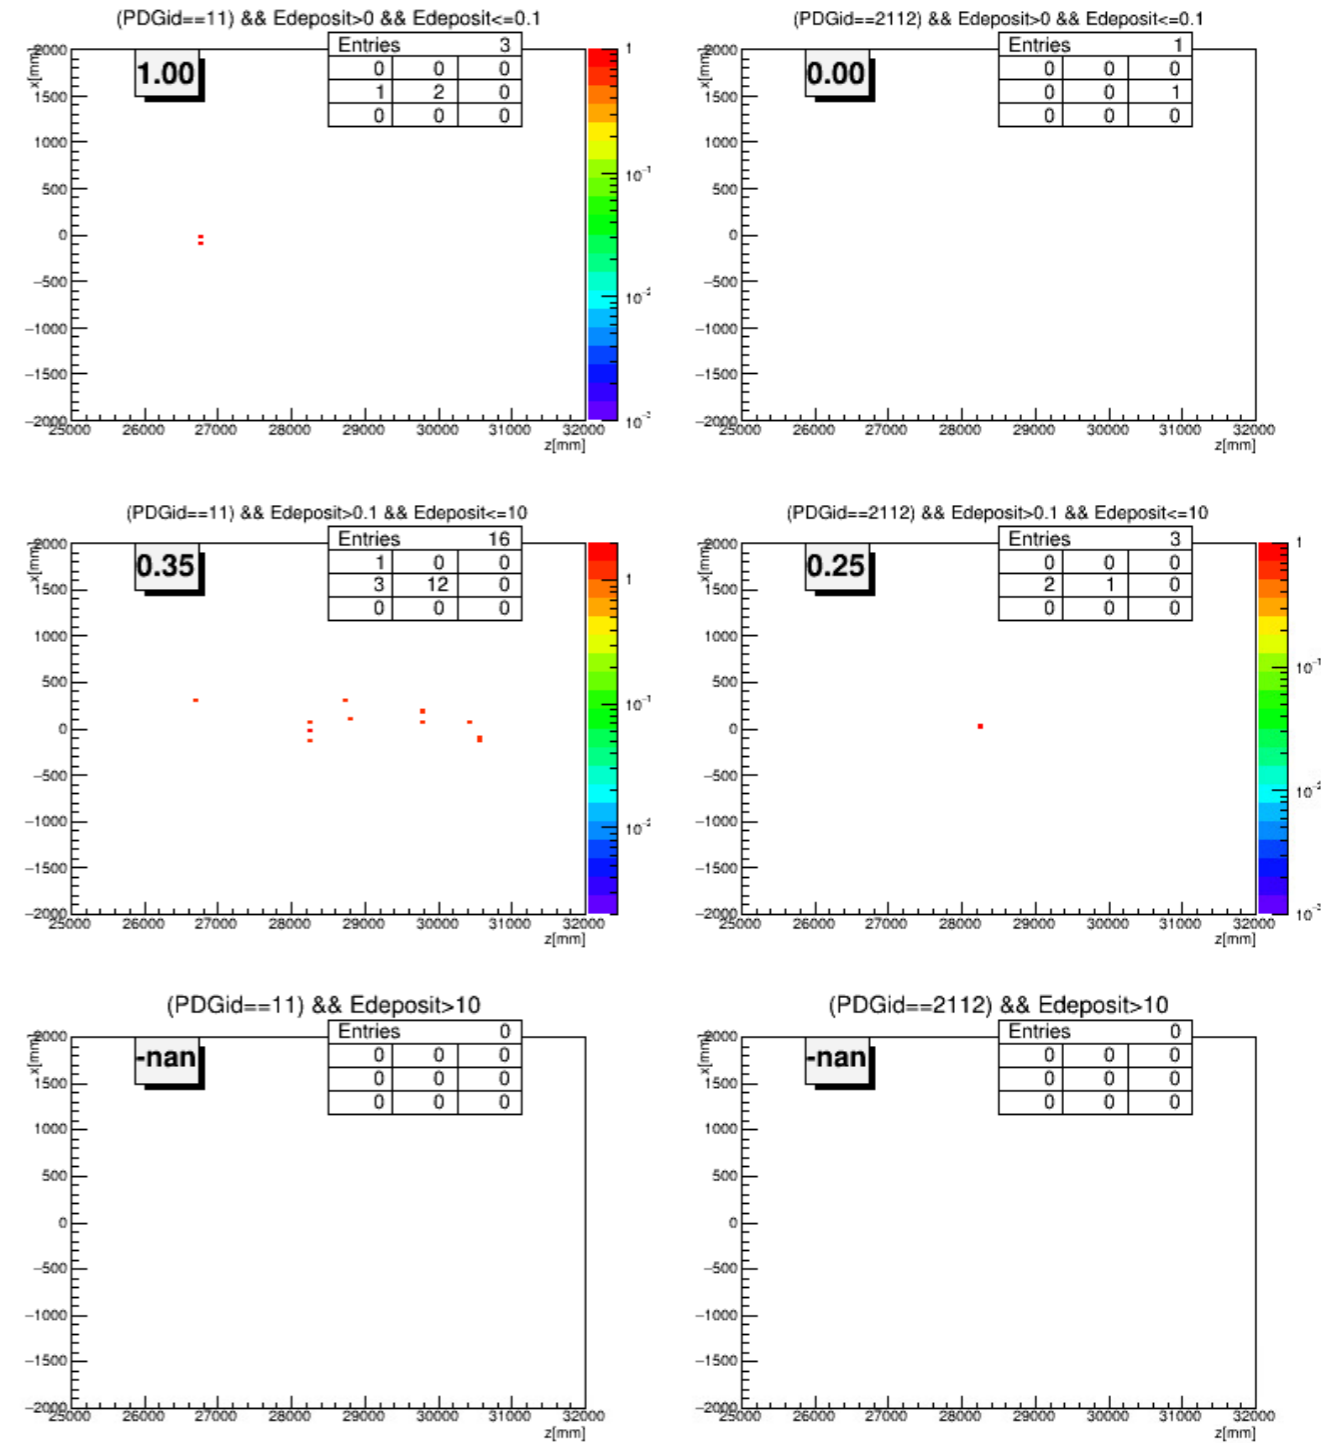 (PDGid==11) && Edeposit>0 && Edeposit<=0.1
Entries 3
0 0 0
1 2 0
0 0 0
1.00
x[mm]
2000
1500
1000
500
0
−500
−1000
−1500
−2000
25000 26000 27000 28000 29000 30000 31000 32000
z[mm]
1
10⁻¹
10⁻²
(PDGid==2112) && Edeposit>0 && Edeposit<=0.1
Entries 1
0 0 0
0 0 1
0 0 0
0.00
x[mm]
2000
1500
1000
500
0
−500
−1000
−1500
−2000
25000 26000 27000 28000 29000 30000 31000 32000
z[mm]
(PDGid==11) && Edeposit>0.1 && Edeposit<=10
Entries 16
1 0 0
3 12 0
0 0 0
0.35
x[mm]
2000
1500
1000
500
0
−500
−1000
−1500
−2000
25000 26000 27000 28000 29000 30000 31000 32000
z[mm]
1
10⁻¹
10⁻²
(PDGid==2112) && Edeposit>0.1 && Edeposit<=10
Entries 3
0 0 0
2 1 0
0 0 0
0.25
x[mm]
2000
1500
1000
500
0
−500
−1000
−1500
−2000
25000 26000 27000 28000 29000 30000 31000 32000
z[mm]
1
10⁻¹
10⁻²
(PDGid==11) && Edeposit>10
Entries 0
0 0 0
0 0 0
0 0 0
-nan
x[mm]
2000
1500
1000
500
0
−500
−1000
−1500
−2000
25000 26000 27000 28000 29000 30000 31000 32000
z[mm]
(PDGid==2112) && Edeposit>10
Entries 0
0 0 0
0 0 0
0 0 0
-nan
x[mm]
2000
1500
1000
500
0
−500
−1000
−1500
−2000
25000 26000 27000 28000 29000 30000 31000 32000
z[mm]